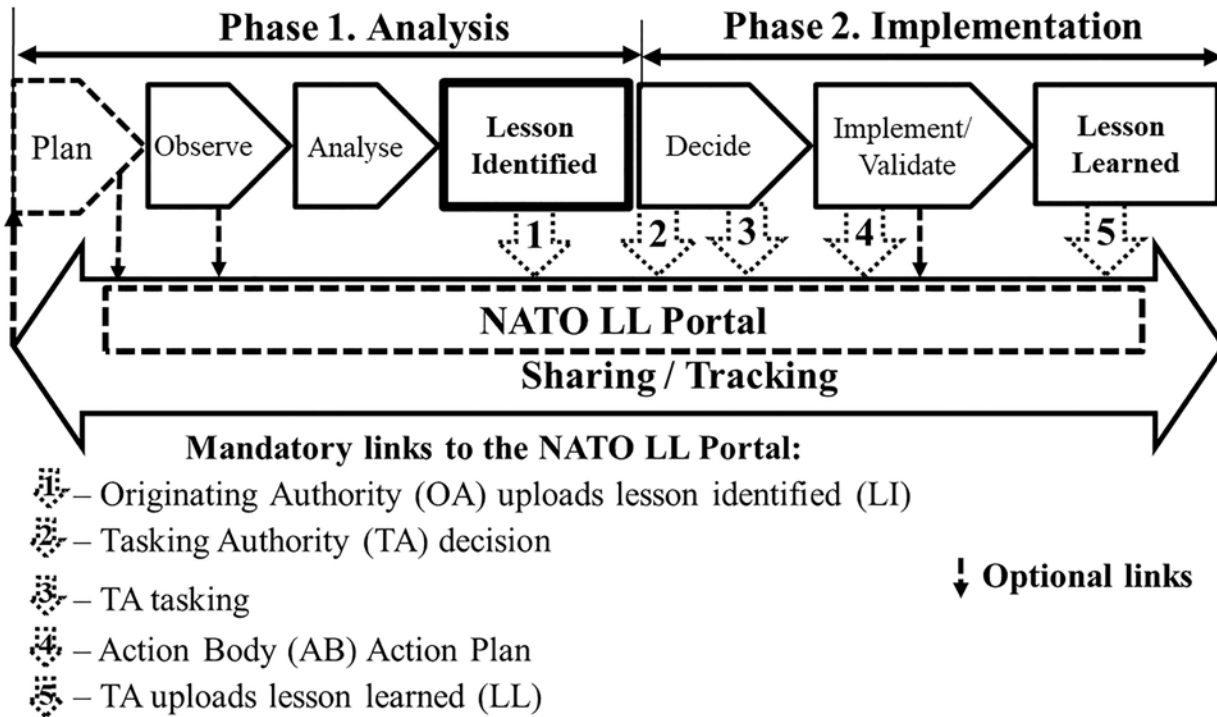 Phase 1. Analysis
Phase 2. Implementation
Plan
Observe
Analyse
Lesson
Identified
Decide
Implement/
Validate
Lesson
Learned
1
2
3
4
5
NATO LL Portal
Sharing / Tracking
Mandatory links to the NATO LL Portal:
1 – Originating Authority (OA) uploads lesson identified (LI)
2 – Tasking Authority (TA) decision
3 – TA tasking
Optional links
4 – Action Body (AB) Action Plan
5 – TA uploads lesson learned (LL)